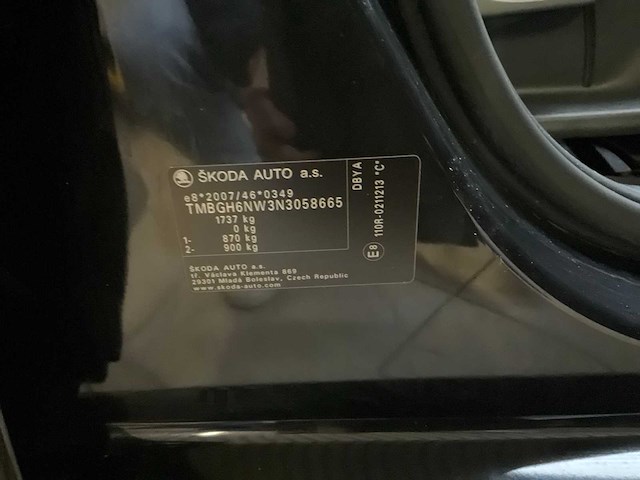 ŠKODA AUTO a.s.
e8*2007/46*0349
TMBGH6NW3N3058665
1737 kg
0 kg
1- 870 kg
2- 900 kg
ŠKODA AUTO a.s.
tř. Václava Klementa 869
29301 Mladá Boleslav, Czech Republic
www.skoda-auto.com
DBYA
E8 110R-0211213 "C"